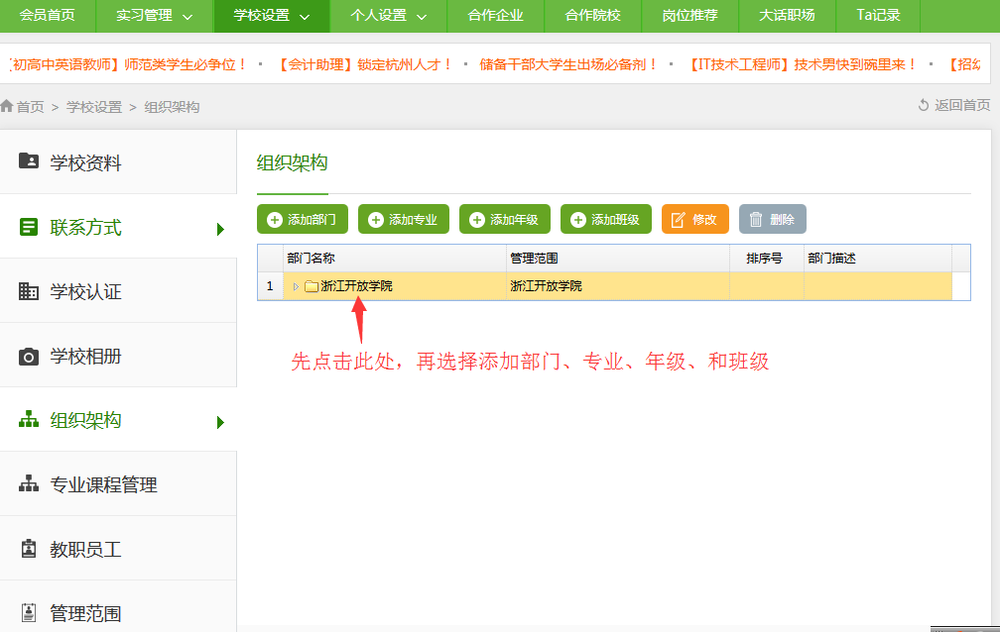 会员首页 实习管理 学校设置 个人设置 合作企业 合作院校 岗位推荐 大话职场 Ta记录
初高中英语教师】师范类学生必争位！ · 【会计助理】锁定杭州人才！ · 储备干部大学生出场必备剂！ · 【IT技术工程师】技术男快到碗里来！ · 【招幼
首页 > 学校设置 > 组织架构 返回首页
学校资料
联系方式
学校认证
学校相册
组织架构
专业课程管理
教职员工
管理范围
组织架构
添加部门 添加专业 添加年级 添加班级 修改 删除
部门名称 管理范围 排序号 部门描述
1 浙江开放学院 浙江开放学院
先点击此处，再选择添加部门、专业、年级、和班级